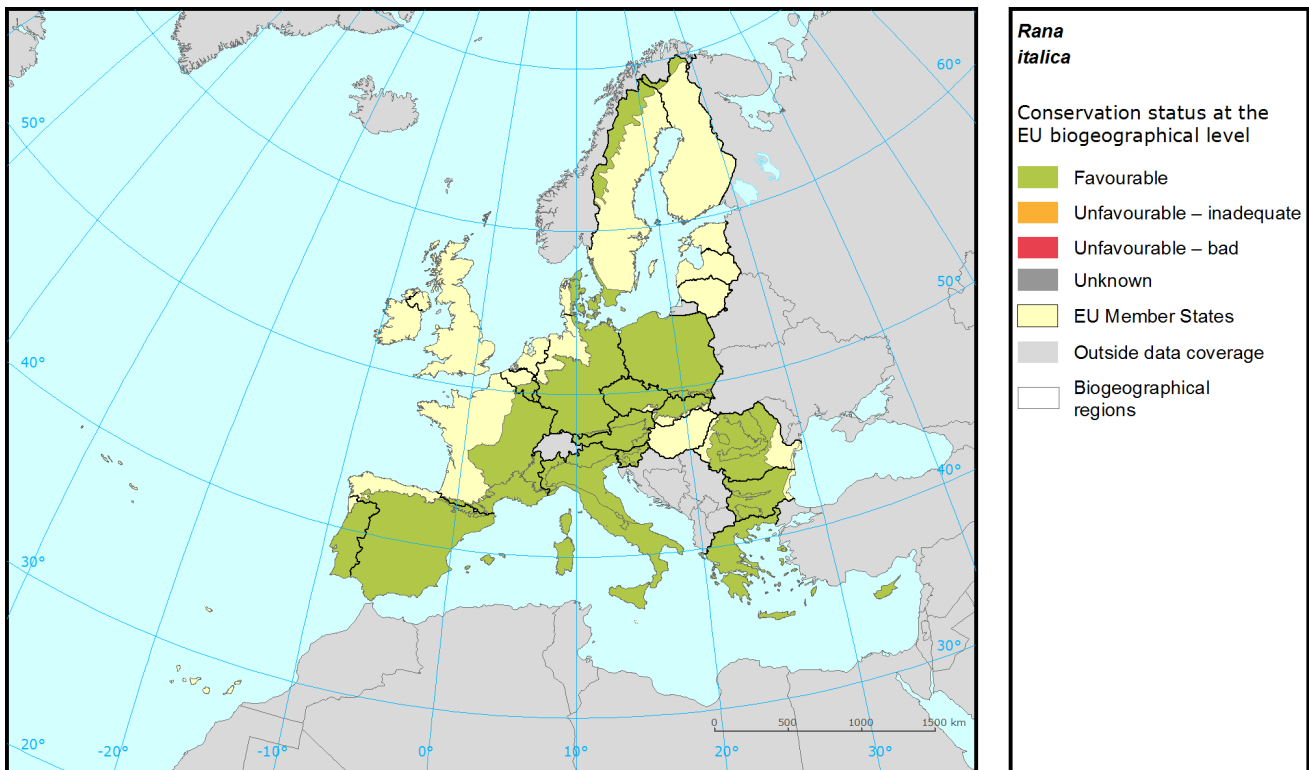 60°
50°
50°
40°
40°
30°
30°
20°
-20°
-10°
0°
10°
20°
30°
0 500 1000 1500 km
Rana
italica
Conservation status at the
EU biogeographical level
Favourable
Unfavourable – inadequate
Unfavourable – bad
Unknown
EU Member States
Outside data coverage
Biogeographical
regions